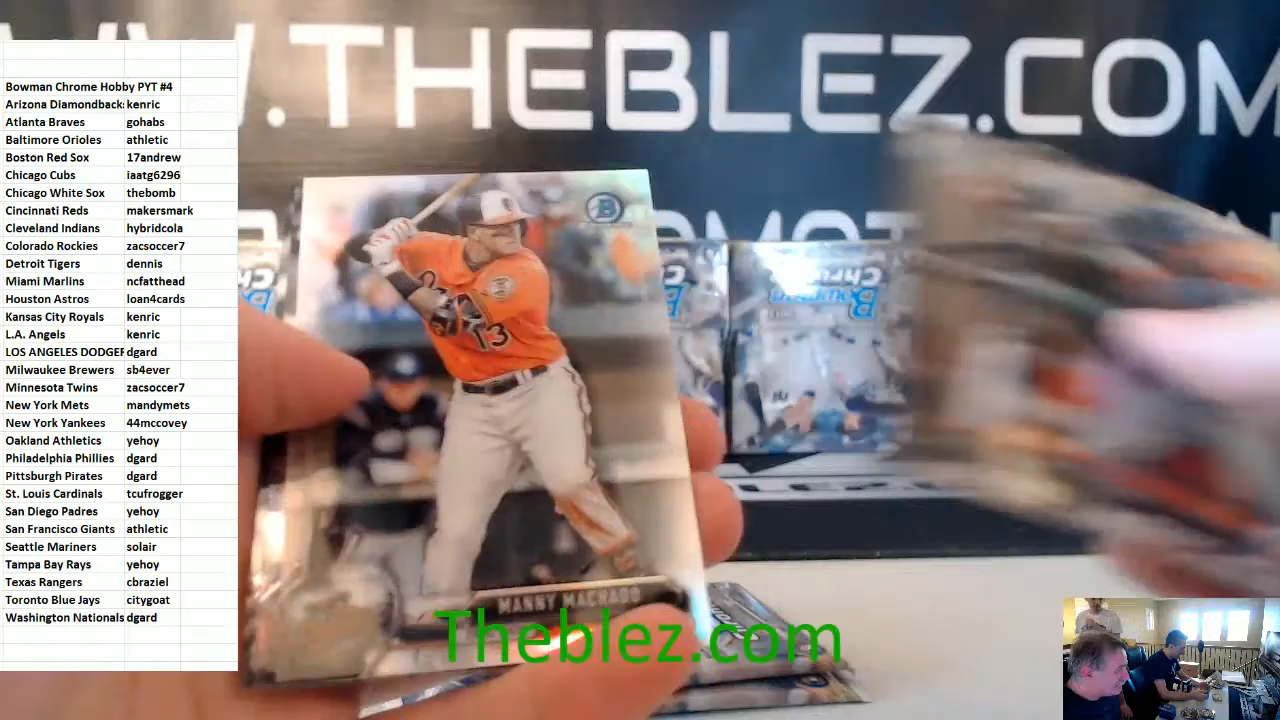 WW.THEBLEZ.COM
Bowman Chrome Hobby PYT #4
Arizona Diamondback kenric
Atlanta Braves gohabs
Baltimore Orioles athletic
Boston Red Sox 17andrew
Chicago Cubs iaatg6296
Chicago White Sox thebomb
Cincinnati Reds makersmark
Cleveland Indians hybridcola
Colorado Rockies zacsoccer7
Detroit Tigers dennis
Miami Marlins ncfatthead
Houston Astros loan4cards
Kansas City Royals kenric
L.A. Angels kenric
LOS ANGELES DODGER dgard
Milwaukee Brewers sb4ever
Minnesota Twins zacsoccer7
New York Mets mandymets
New York Yankees 44mccovey
Oakland Athletics yehoy
Philadelphia Phillies dgard
Pittsburgh Pirates dgard
St. Louis Cardinals tcufrogger
San Diego Padres yehoy
San Francisco Giants athletic
Seattle Mariners solair
Tampa Bay Rays yehoy
Texas Rangers cbraziel
Toronto Blue Jays citygoat
Washington Nationals dgard
B
13
MANNY MACHADO
Theblez.com